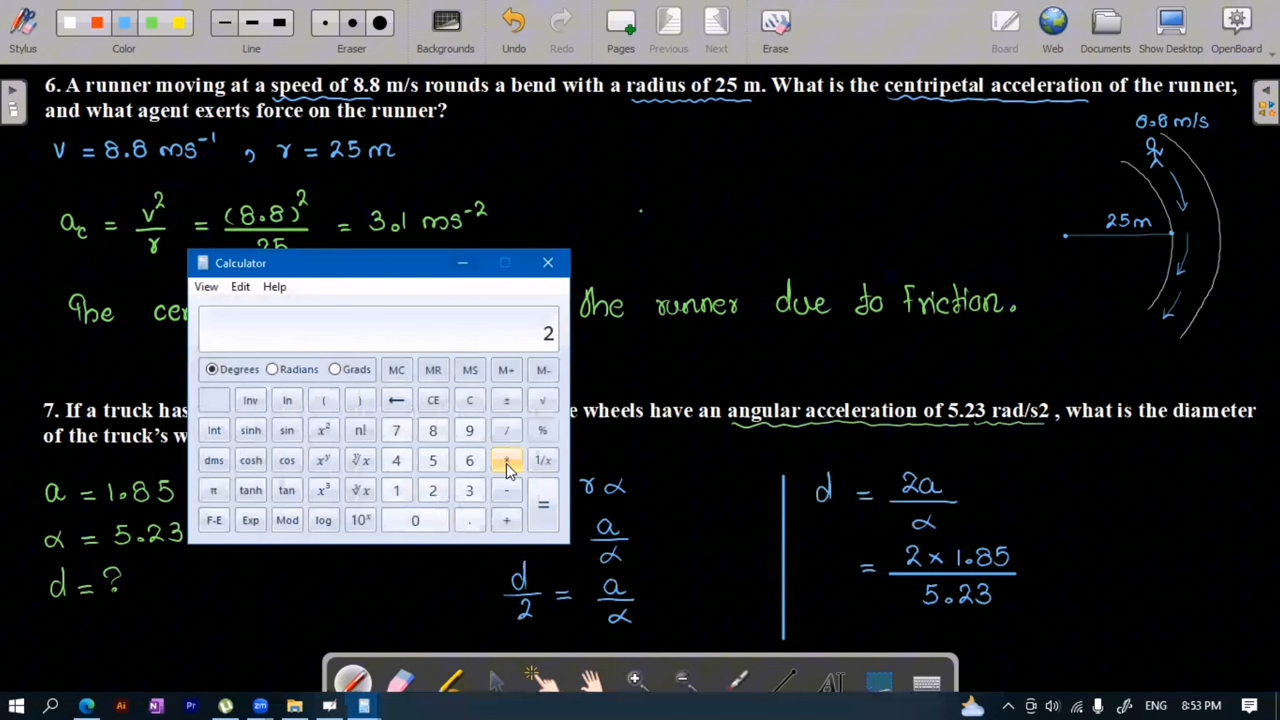 Stylus Color Line Eraser Backgrounds Undo Redo Pages Previous Next Erase Board Web Documents Show Desktop OpenBoard
6. A runner moving at a speed of 8.8 m/s rounds a bend with a radius of 25 m. What is the centripetal acceleration of the runner,
and what agent exerts force on the runner?
v = 8.8 ms⁻¹ , r = 25 m
8.8 m/s
25m
a_c = v²/r = (8.8)²/25 = 3.1 ms⁻²
The cen
the runner due to friction.
Calculator
View Edit Help
2
Degrees Radians Grads MC MR MS M+ M-
Inv ln ( ) ← CE C ± √
Int sinh sin x² n! 7 8 9 / %
dms cosh cos x^y ʸ√x 4 5 6 * 1/x
π tanh tan x³ ³√x 1 2 3 - =
F-E Exp Mod log 10ˣ 0 . +
7. If a truck has
e wheels have an angular acceleration of 5.23 rad/s2 , what is the diameter
of the truck's w
a = 1.85
α = 5.23
d = ?
r α
a/α
d/2 = a/α
d = 2a/α
= 2 × 1.85/5.23
ENG 8:53 PM